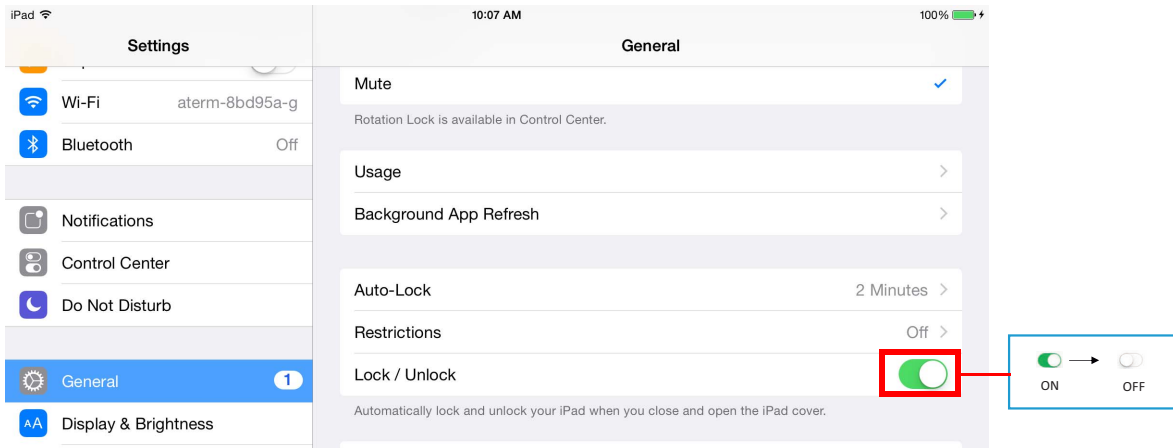 iPad 10:07 AM 100%
Settings General
Mute
Wi-Fi aterm-8bd95a-g
Rotation Lock is available in Control Center.
Bluetooth Off
Usage
Background App Refresh
Notifications
Control Center
Do Not Disturb
Auto-Lock 2 Minutes
Restrictions Off
Lock / Unlock
Automatically lock and unlock your iPad when you close and open the iPad cover.
General 1
AA Display & Brightness
ON OFF